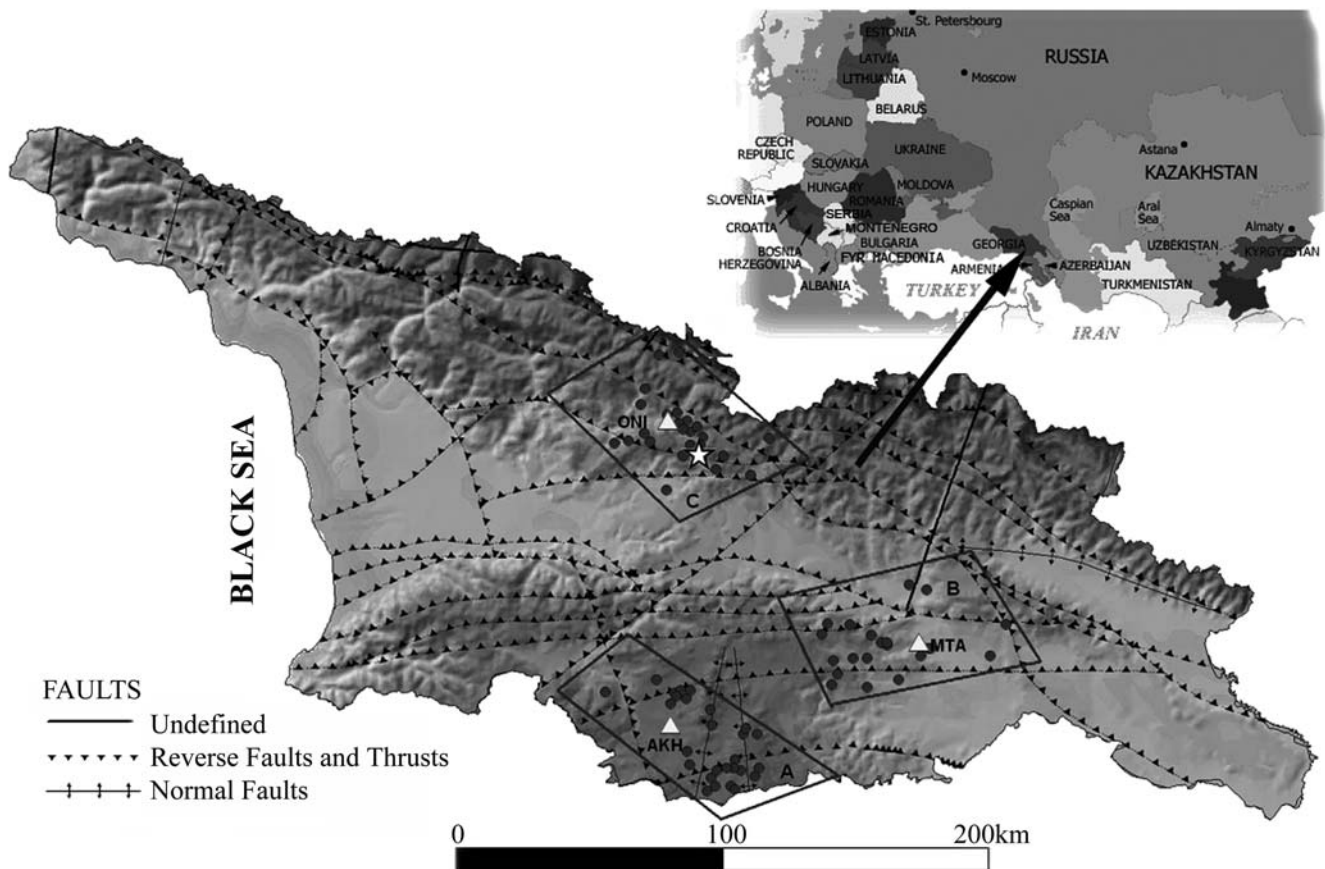 St. Petersbourg
ESTONIA
RUSSIA
LATVIA
Moscow
LITHUANIA
BELARUS
POLAND
CZECH
REPUBLIC
UKRAINE
Astana
SLOVAKIA
KAZAKHSTAN
HUNGARY
MOLDOVA
SLOVENIA
ROMANIA
Caspian
Sea
Aral
Sea
SERBIA
Almaty
CROATIA
MONTENEGRO
GEORGIA
UZBEKISTAN
KYRGYZSTAN
BOSNIA
HERZEGOVINA
BULGARIA
FYR MACEDONIA
ARMENIA
AZERBAIJAN
ALBANIA
TURKEY
TURKMENISTAN
IRAN
BLACK SEA
ONI
C
B
MTA
AKH
A
FAULTS
Undefined
Reverse Faults and Thrusts
Normal Faults
0 100 200km